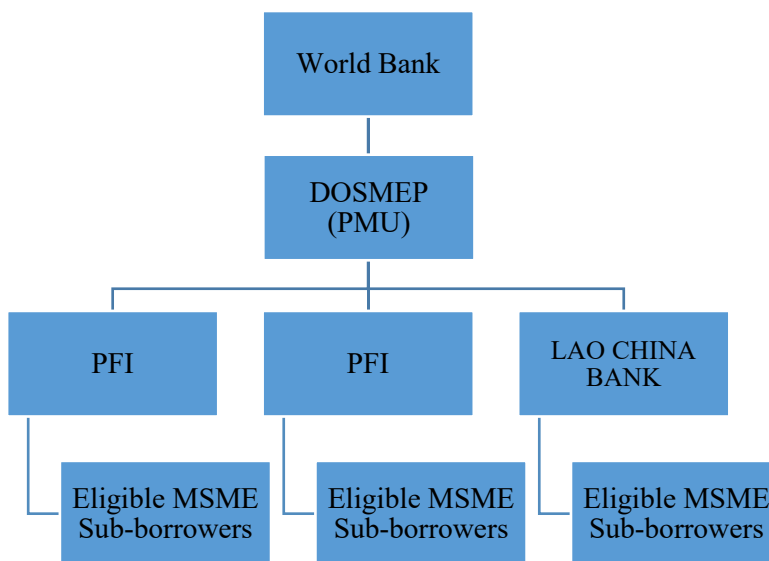 World Bank
DOSMEP
(PMU)
PFI
PFI
LAO CHINA
BANK
Eligible MSME
Sub-borrowers
Eligible MSME
Sub-borrowers
Eligible MSME
Sub-borrowers